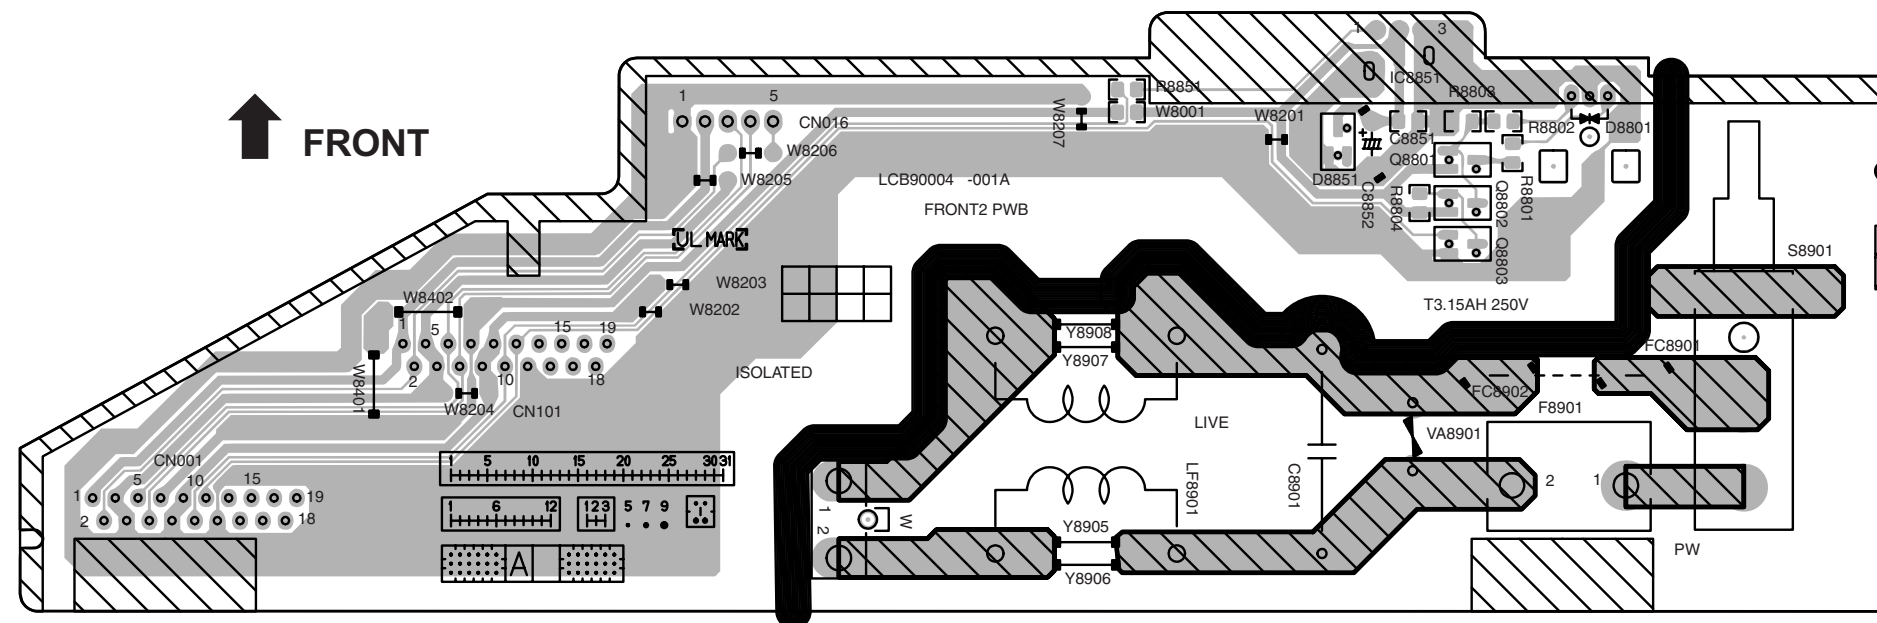 1 3
IC8851
R8851
R8803
1 5
CN016
W8001
W8207
W8201
C8851
R8802
D8801
FRONT
W8206
Q8801
W8205
LCB90004 -001A
D8851
C8852
R8804
Q8802
R8801
FRONT2 PWB
UL MARK
Q8803
S8901
W8203
W8402
W8202
T3.15AH 250V
1 5 15 19
Y8908
FC8901
Y8907
W8401
2 10 18
ISOLATED
W8204
CN101
FC8902
F8901
LIVE
VA8901
CN001
1 5 10 15 20 25 30 31
5 10 15
1 19
LF8901
C8901
2 1
1 6 12
1 2 3
5 7 9
1
2 18
W
2
Y8905
PW
A
Y8906